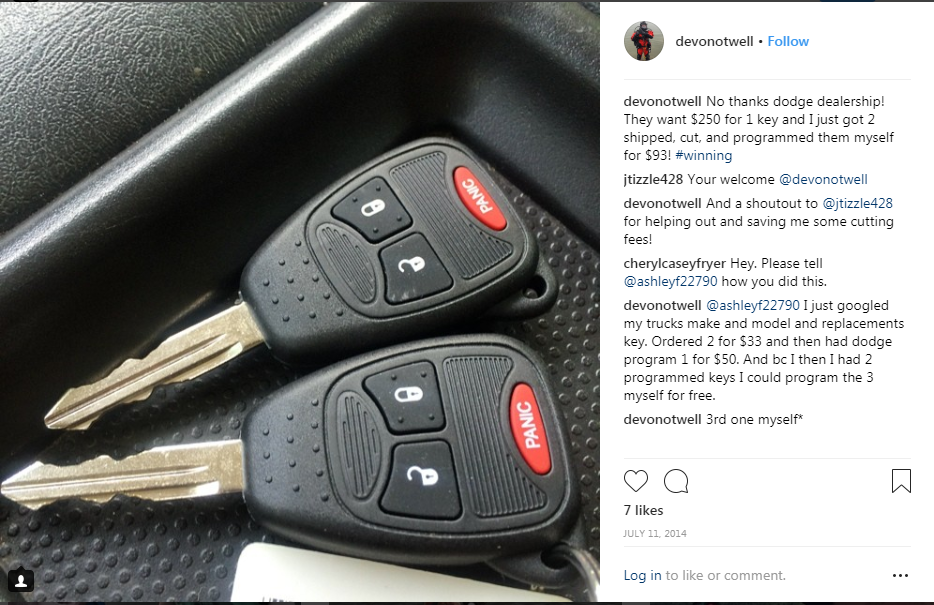 PANIC
PANIC
devonotwell • Follow
devonotwell No thanks dodge dealership!
They want $250 for 1 key and I just got 2
shipped, cut, and programmed them myself
for $93! #winning
jtizzle428 Your welcome @devonotwell
devonotwell And a shoutout to @jtizzle428
for helping out and saving me some cutting
fees!
cherylcaseyfryer Hey. Please tell
@ashleyf22790 how you did this.
devonotwell @ashleyf22790 I just googled
my trucks make and model and replacements
key. Ordered 2 for $33 and then had dodge
program 1 for $50. And bc I then I had 2
programmed keys I could program the 3
myself for free.
devonotwell 3rd one myself*
7 likes
JULY 11, 2014
Log in to like or comment.